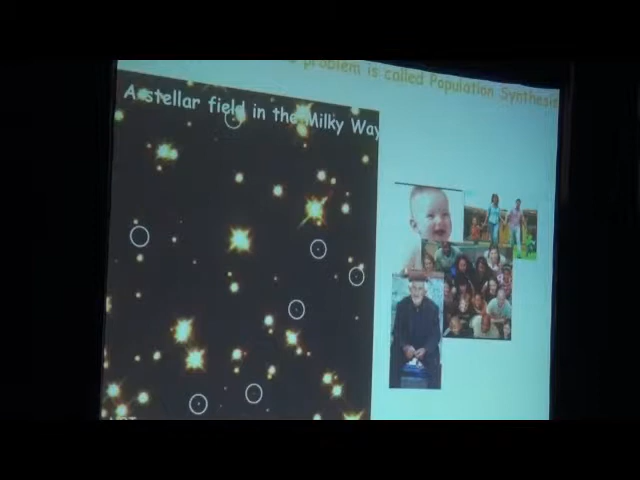 problem is called Population Synthesis
A stellar field in the Milky Way